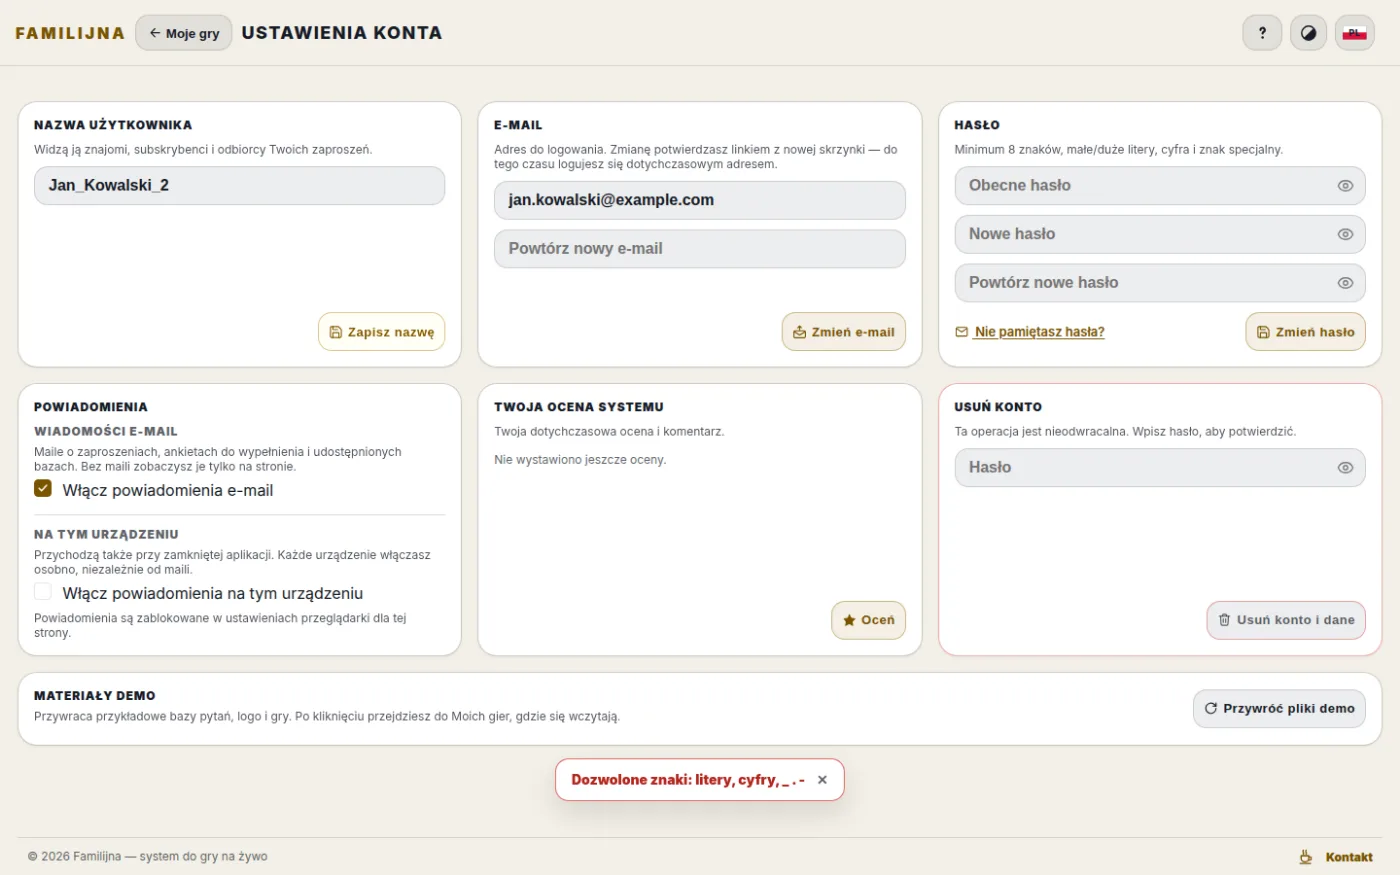 FAMILIJNA
← Moje gry
USTAWIENIA KONTA
?
PL
NAZWA UŻYTKOWNIKA
Widzą ją znajomi, subskrybenci i odbiorcy Twoich zaproszeń.
Jan_Kowalski_2
Zapisz nazwę
E-MAIL
Adres do logowania. Zmianę potwierdzasz linkiem z nowej skrzynki — do
tego czasu logujesz się dotychczasowym adresem.
jan.kowalski@example.com
Powtórz nowy e-mail
Zmień e-mail
HASŁO
Minimum 8 znaków, małe/duże litery, cyfra i znak specjalny.
Obecne hasło
Nowe hasło
Powtórz nowe hasło
Nie pamiętasz hasła?
Zmień hasło
POWIADOMIENIA
WIADOMOŚCI E-MAIL
Maile o zaproszeniach, ankietach do wypełnienia i udostępnionych
bazach. Bez maili zobaczysz je tylko na stronie.
Włącz powiadomienia e-mail
NA TYM URZĄDZENIU
Przychodzą także przy zamkniętej aplikacji. Każde urządzenie włączasz
osobno, niezależnie od maili.
Włącz powiadomienia na tym urządzeniu
Powiadomienia są zablokowane w ustawieniach przeglądarki dla tej
strony.
TWOJA OCENA SYSTEMU
Twoja dotychczasowa ocena i komentarz.
Nie wystawiono jeszcze oceny.
Oceń
USUŃ KONTO
Ta operacja jest nieodwracalna. Wpisz hasło, aby potwierdzić.
Hasło
Usuń konto i dane
MATERIAŁY DEMO
Przywraca przykładowe bazy pytań, logo i gry. Po kliknięciu przejdziesz do Moich gier, gdzie się wczytają.
Przywróć pliki demo
Dozwolone znaki: litery, cyfry, _ . - ✕
© 2026 Familijna — system do gry na żywo
Kontakt